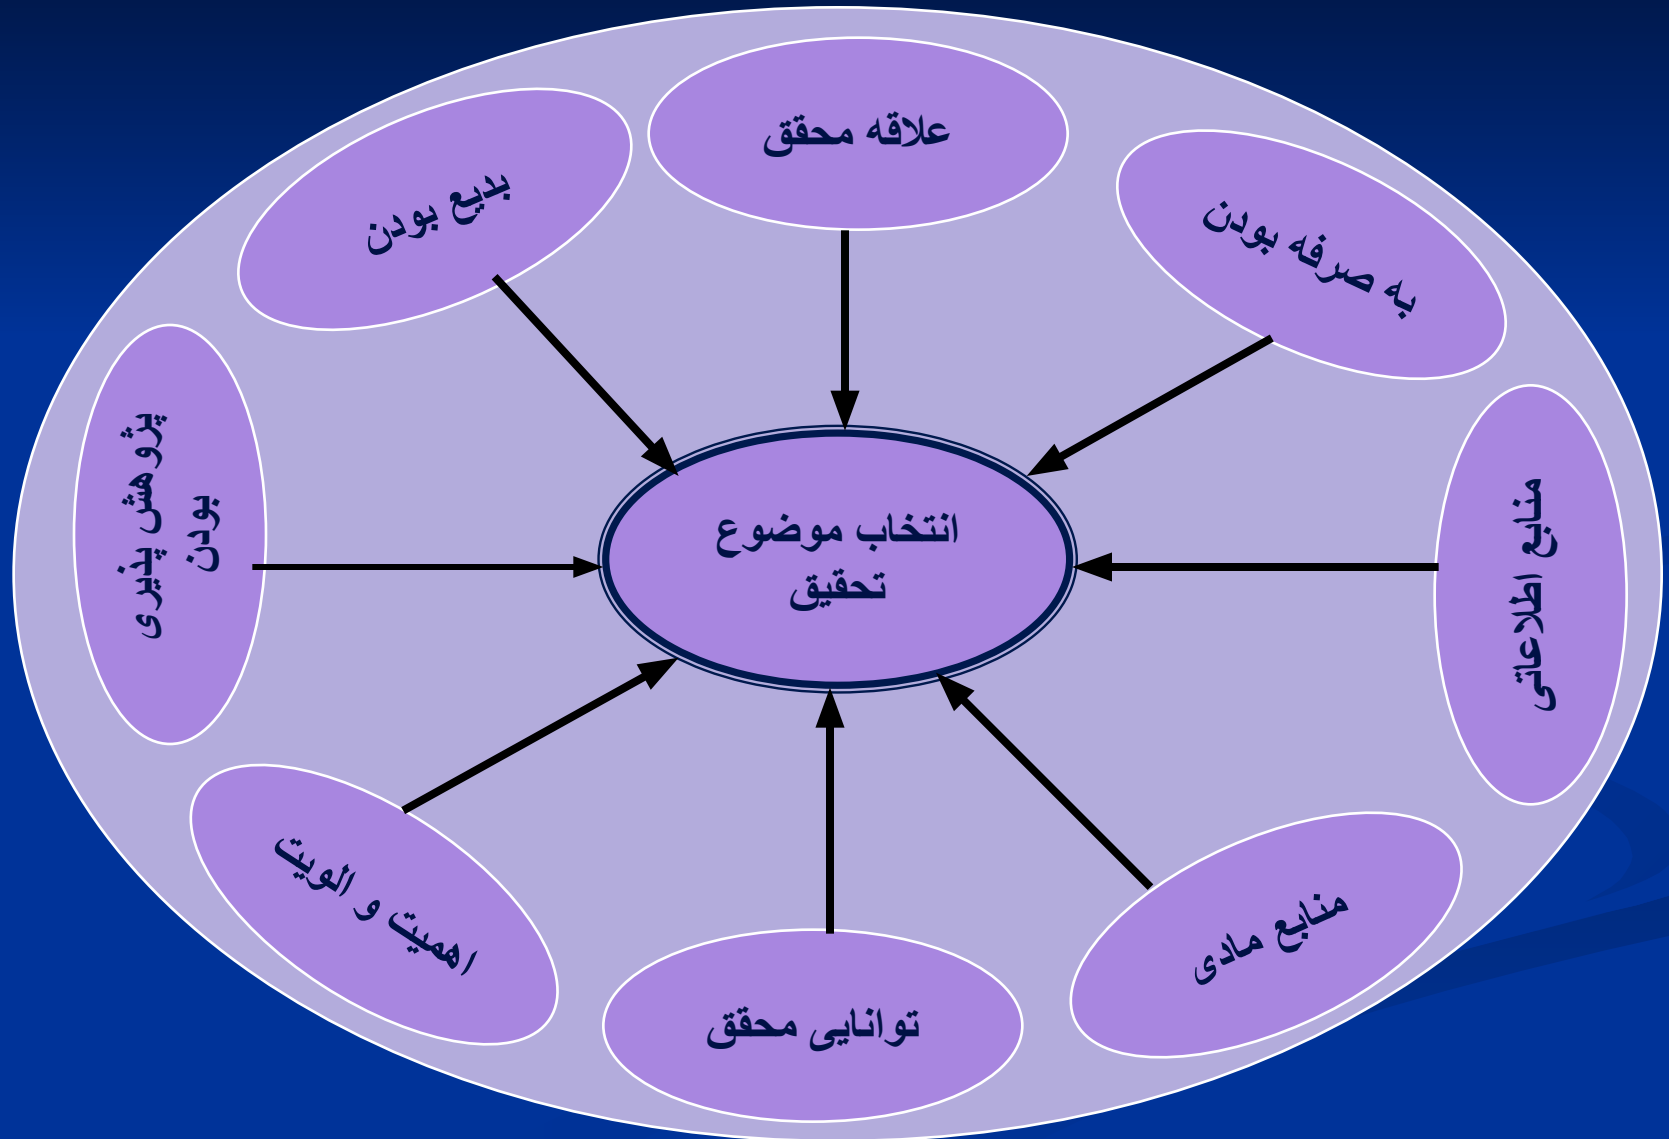 علاقه محقق
به صرفه بودن
بدیع بودن
منابع اطلاعاتی
انتخاب موضوع
تحقیق
پژوهش پذیری
بودن
منابع مادی
اهمیت و الویت
توانایی محقق